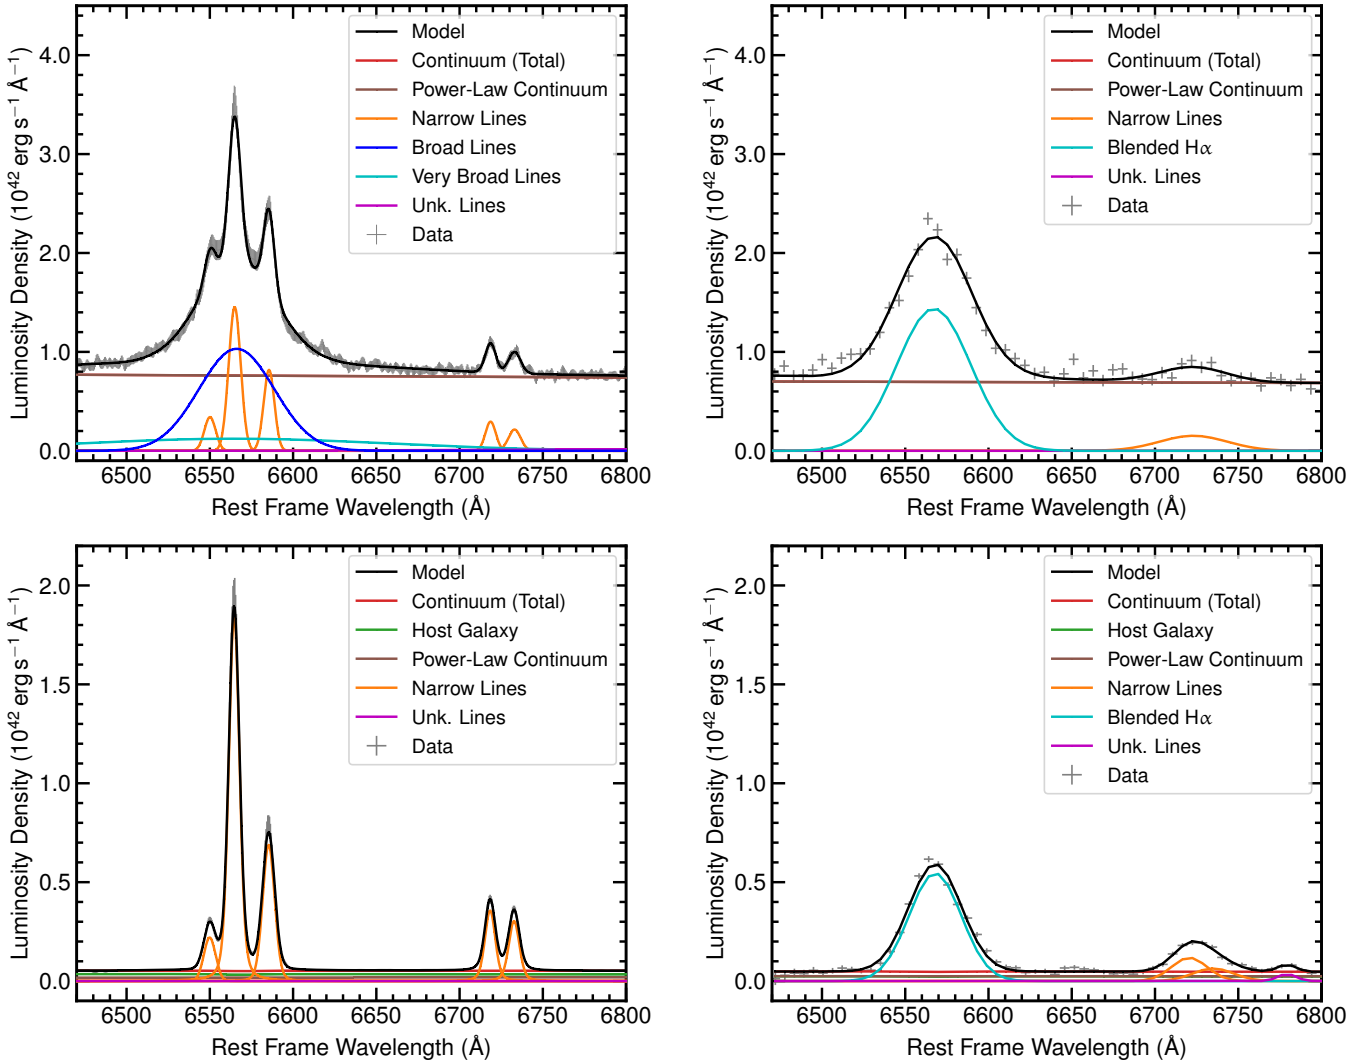 4.0
3.0
2.0
1.0
0.0
Luminosity Density (10⁴² erg s⁻¹ Å⁻¹)
Model
Continuum (Total)
Power-Law Continuum
Narrow Lines
Broad Lines
Very Broad Lines
Unk. Lines
Data
6500 6550 6600 6650 6700 6750 6800
Rest Frame Wavelength (Å)
4.0
3.0
2.0
1.0
0.0
Luminosity Density (10⁴² erg s⁻¹ Å⁻¹)
Model
Continuum (Total)
Power-Law Continuum
Narrow Lines
Blended Hα
Unk. Lines
Data
6500 6550 6600 6650 6700 6750 6800
Rest Frame Wavelength (Å)
2.0
1.5
1.0
0.5
0.0
Luminosity Density (10⁴² erg s⁻¹ Å⁻¹)
Model
Continuum (Total)
Host Galaxy
Power-Law Continuum
Narrow Lines
Unk. Lines
Data
6500 6550 6600 6650 6700 6750 6800
Rest Frame Wavelength (Å)
2.0
1.5
1.0
0.5
0.0
Luminosity Density (10⁴² erg s⁻¹ Å⁻¹)
Model
Continuum (Total)
Host Galaxy
Power-Law Continuum
Narrow Lines
Blended Hα
Unk. Lines
Data
6500 6550 6600 6650 6700 6750 6800
Rest Frame Wavelength (Å)